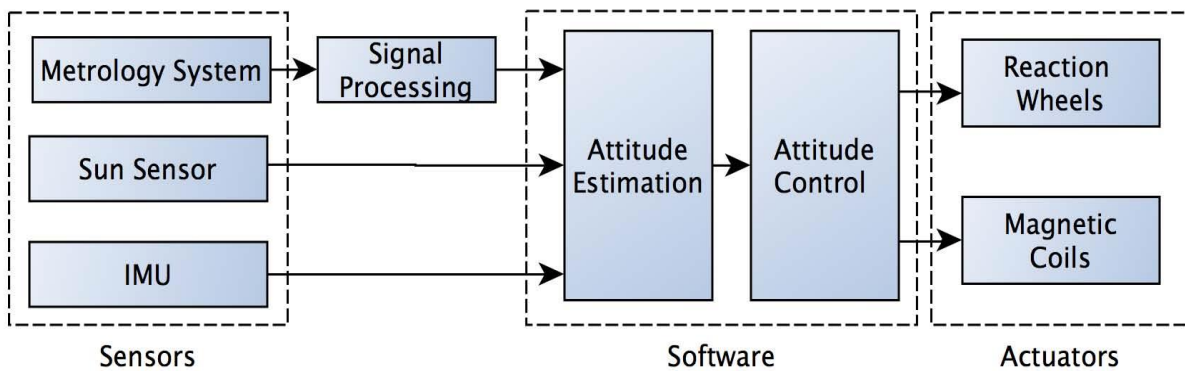 Metrology System
Signal
Processing
Sun Sensor
IMU
Attitude
Estimation
Attitude
Control
Reaction
Wheels
Magnetic
Coils
Sensors
Software
Actuators